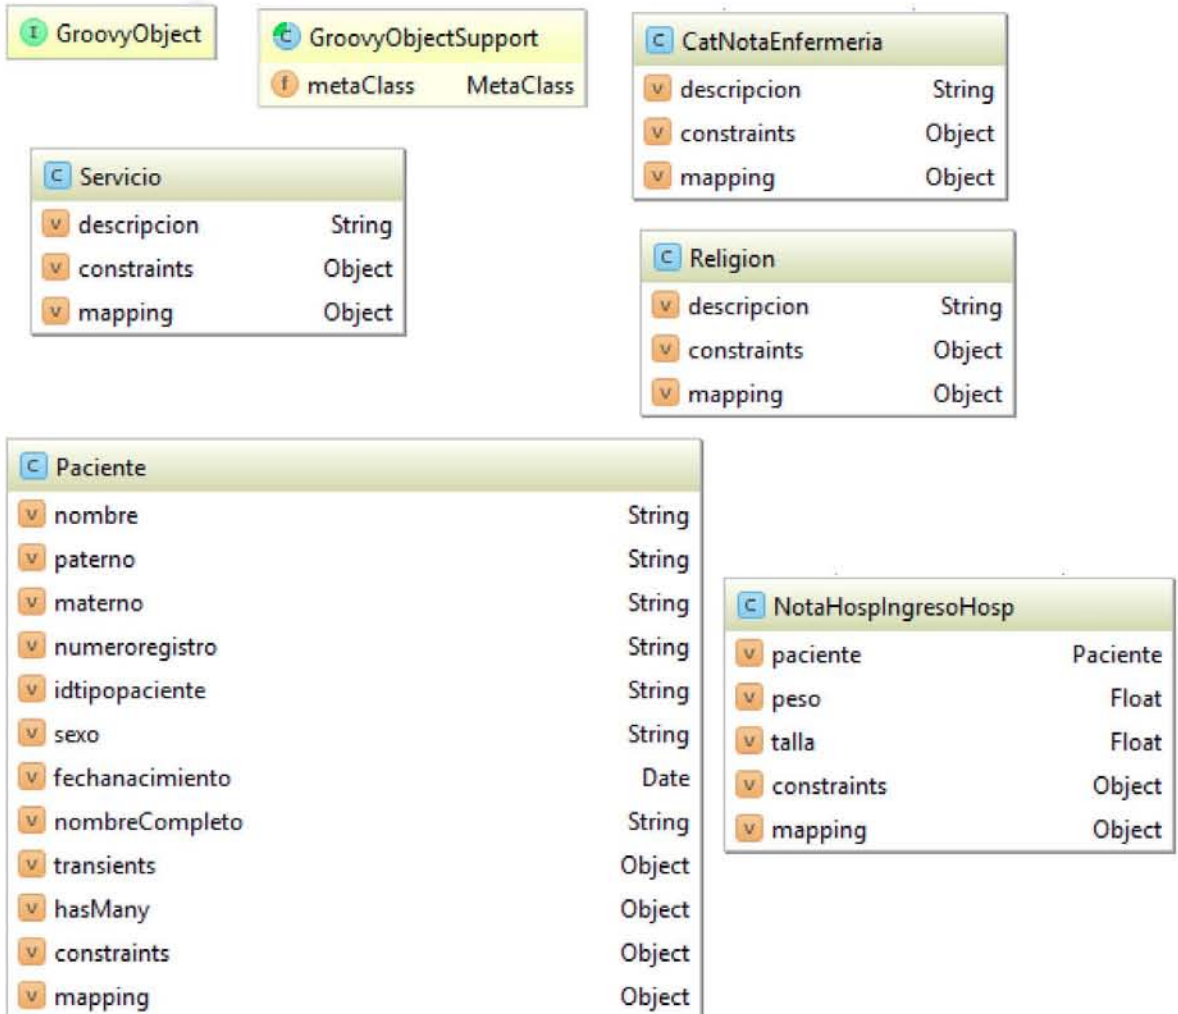 I GroovyObject
C GroovyObjectSupport
f metaClass MetaClass
C CatNotaEnfermeria
v descripcion String
v constraints Object
v mapping Object
C Servicio
v descripcion String
v constraints Object
v mapping Object
C Religion
v descripcion String
v constraints Object
v mapping Object
C Paciente
v nombre String
v paterno String
v materno String
v numeroregistro String
v idtipopaciente String
v sexo String
v fechanacimiento Date
v nombreCompleto String
v transients Object
v hasMany Object
v constraints Object
v mapping Object
C NotaHospIngresoHosp
v paciente Paciente
v peso Float
v talla Float
v constraints Object
v mapping Object